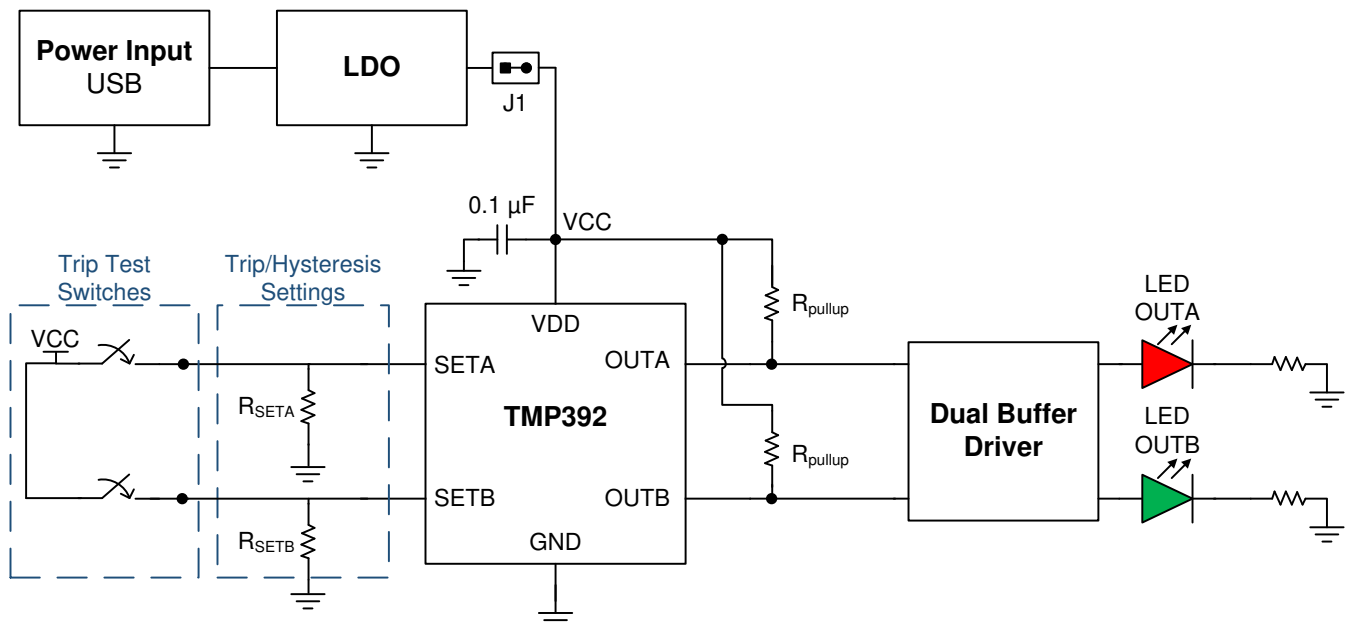 Power Input
USB
LDO
J1
0.1 µF
VCC
Trip Test
Switches
Trip/Hysteresis
Settings
VCC
RSETA
RSETB
SETA
SETB
VDD
OUTA
TMP392
OUTB
GND
Rpullup
Rpullup
Dual Buffer
Driver
LED
OUTA
LED
OUTB